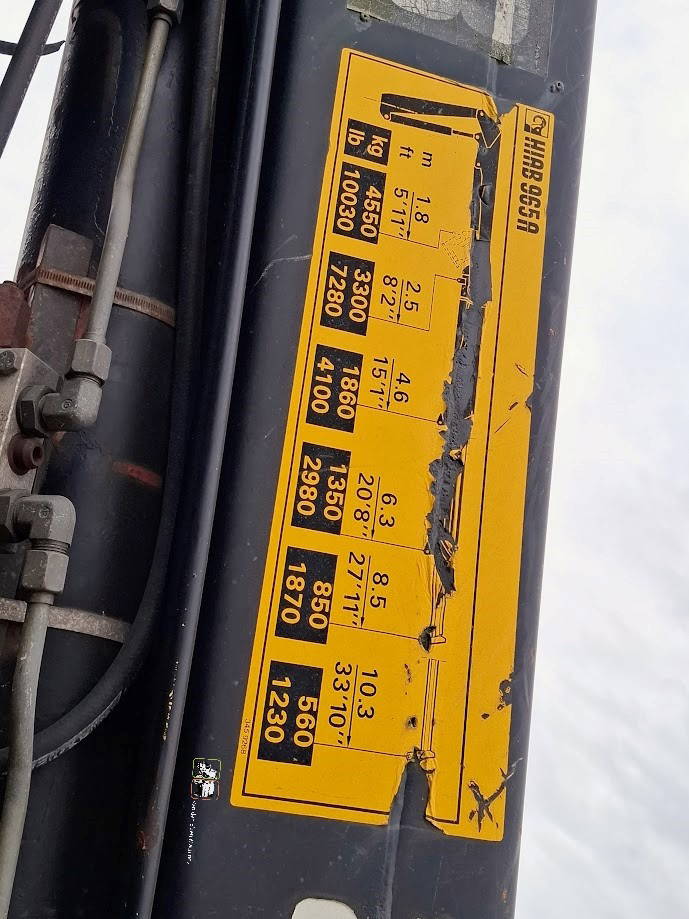 HIAB 965A
m 1.8 2.5 4.6 6.3 8.5 10.3
ft 5'11" 8'2" 15'1" 20'8" 27'11" 33'10"
kg 4550 3300 1860 1350 850 560
lb 10030 7280 4100 2980 1870 1230
345 9268